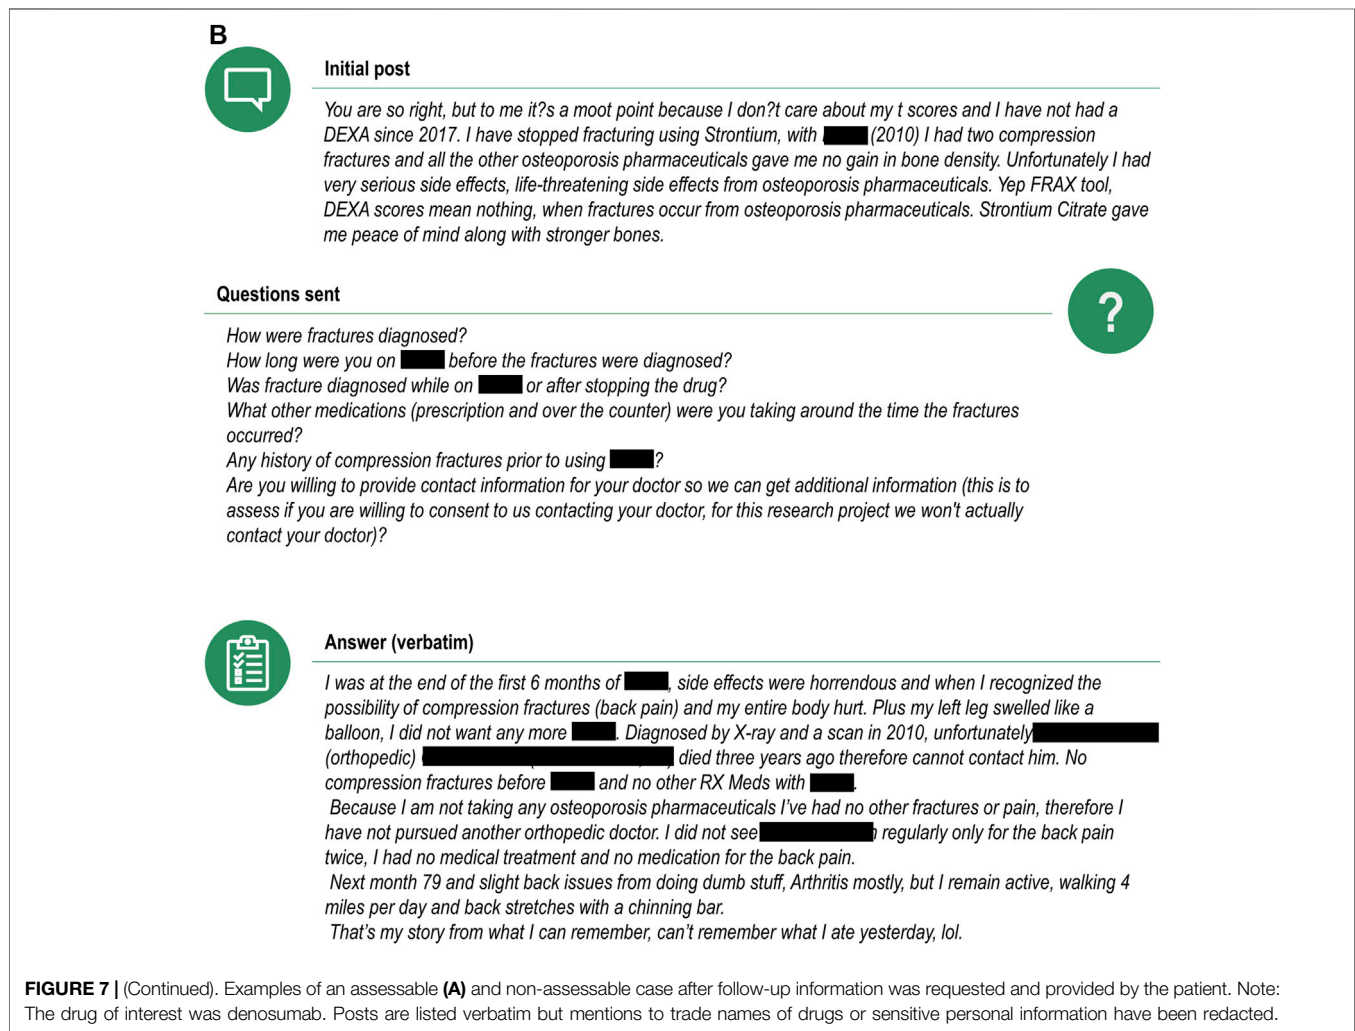 B
Initial post
You are so right, but to me it?s a moot point because I don?t care about my t scores and I have not had a
DEXA since 2017. I have stopped fracturing using Strontium, with (2010) I had two compression
fractures and all the other osteoporosis pharmaceuticals gave me no gain in bone density. Unfortunately I had
very serious side effects, life-threatening side effects from osteoporosis pharmaceuticals. Yep FRAX tool,
DEXA scores mean nothing, when fractures occur from osteoporosis pharmaceuticals. Strontium Citrate gave
me peace of mind along with stronger bones.
Questions sent
?
How were fractures diagnosed?
How long were you on before the fractures were diagnosed?
Was fracture diagnosed while on or after stopping the drug?
What other medications (prescription and over the counter) were you taking around the time the fractures
occurred?
Any history of compression fractures prior to using ?
Are you willing to provide contact information for your doctor so we can get additional information (this is to
assess if you are willing to consent to us contacting your doctor, for this research project we won't actually
contact your doctor)?
Answer (verbatim)
I was at the end of the first 6 months of , side effects were horrendous and when I recognized the
possibility of compression fractures (back pain) and my entire body hurt. Plus my left leg swelled like a
balloon, I did not want any more . Diagnosed by X-ray and a scan in 2010, unfortunately
(orthopedic) died three years ago therefore cannot contact him. No
compression fractures before and no other RX Meds with .
Because I am not taking any osteoporosis pharmaceuticals I've had no other fractures or pain, therefore I
have not pursued another orthopedic doctor. I did not see regularly only for the back pain
twice, I had no medical treatment and no medication for the back pain.
Next month 79 and slight back issues from doing dumb stuff, Arthritis mostly, but I remain active, walking 4
miles per day and back stretches with a chinning bar.
That's my story from what I can remember, can't remember what I ate yesterday, lol.
FIGURE 7 | (Continued). Examples of an assessable (A) and non-assessable case after follow-up information was requested and provided by the patient. Note:
The drug of interest was denosumab. Posts are listed verbatim but mentions to trade names of drugs or sensitive personal information have been redacted.